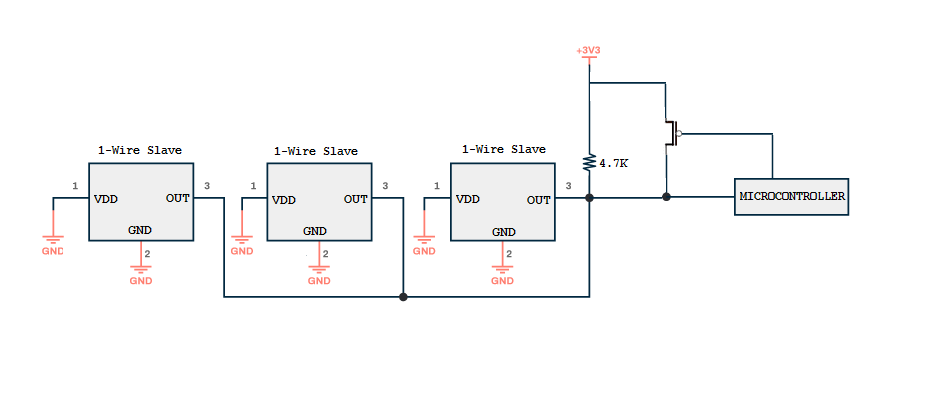 +3V3
1-Wire Slave
1-Wire Slave
1-Wire Slave
4.7K
1
VDD
OUT
3
GND
2
GND
GND
1
VDD
OUT
3
GND
2
GND
GND
1
VDD
OUT
3
GND
2
GND
GND
MICROCONTROLLER